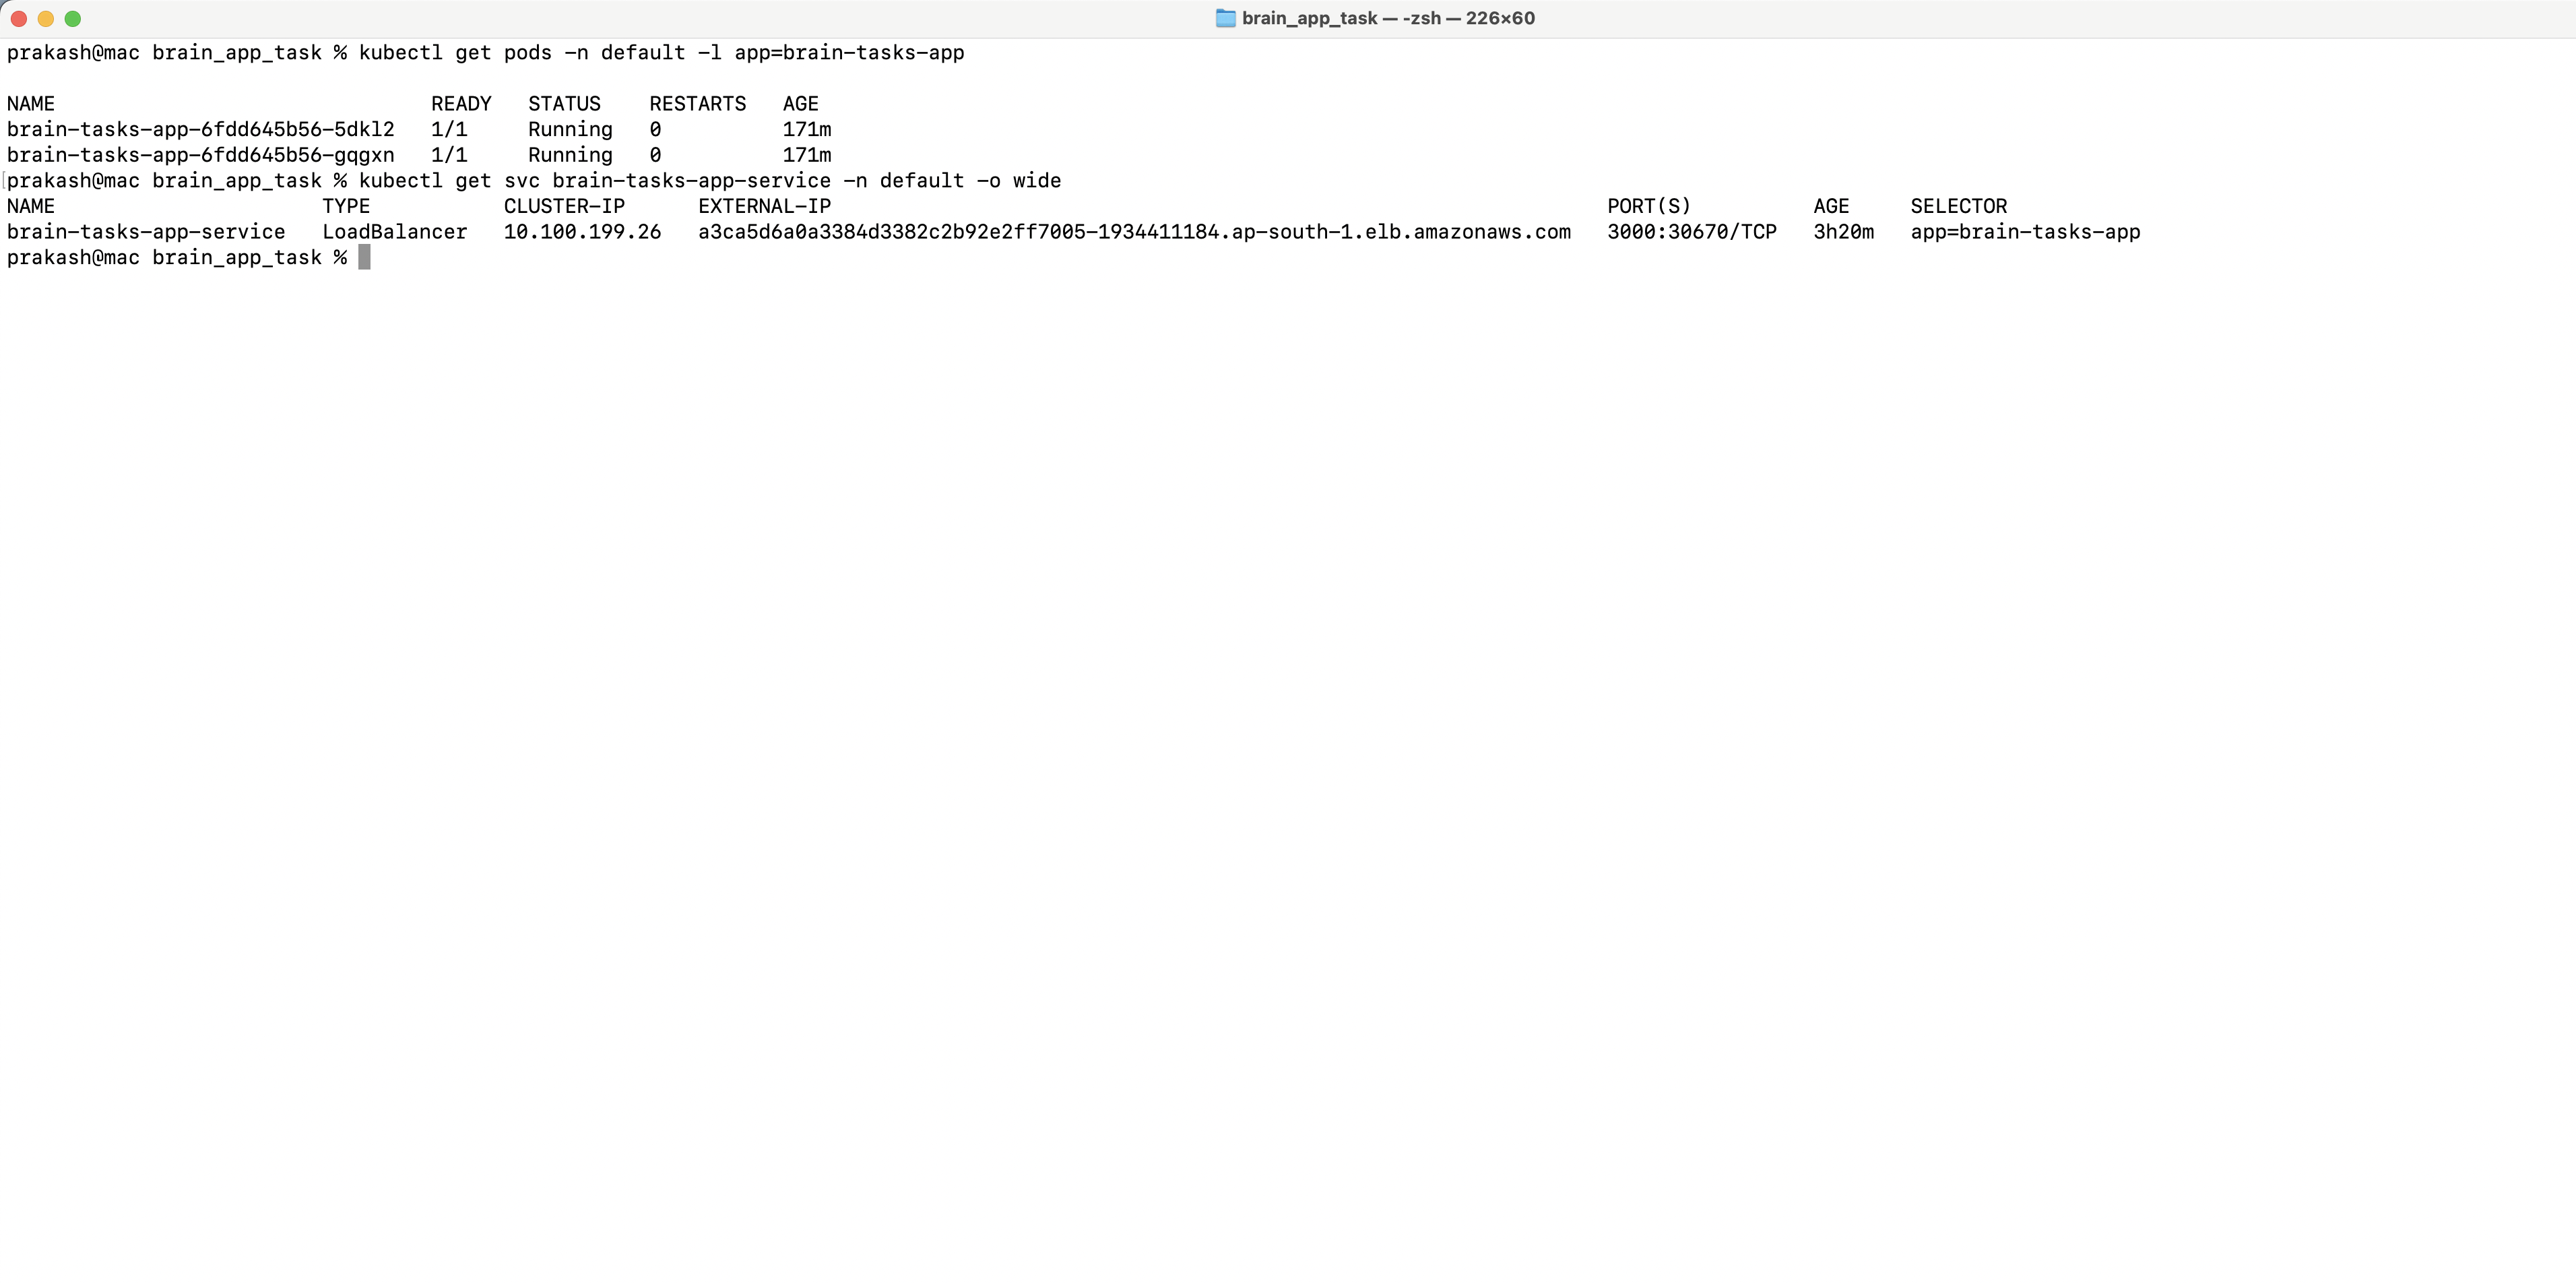 brain_app_task — -zsh — 226×60
prakash@mac brain_app_task % kubectl get pods -n default -l app=brain-tasks-app
NAME READY STATUS RESTARTS AGE
brain-tasks-app-6fdd645b56-5dkl2 1/1 Running 0 171m
brain-tasks-app-6fdd645b56-gqgxn 1/1 Running 0 171m
prakash@mac brain_app_task % kubectl get svc brain-tasks-app-service -n default -o wide
NAME TYPE CLUSTER-IP EXTERNAL-IP PORT(S) AGE SELECTOR
brain-tasks-app-service LoadBalancer 10.100.199.26 a3ca5d6a0a3384d3382c2b92e2ff7005-1934411184.ap-south-1.elb.amazonaws.com 3000:30670/TCP 3h20m app=brain-tasks-app
prakash@mac brain_app_task %